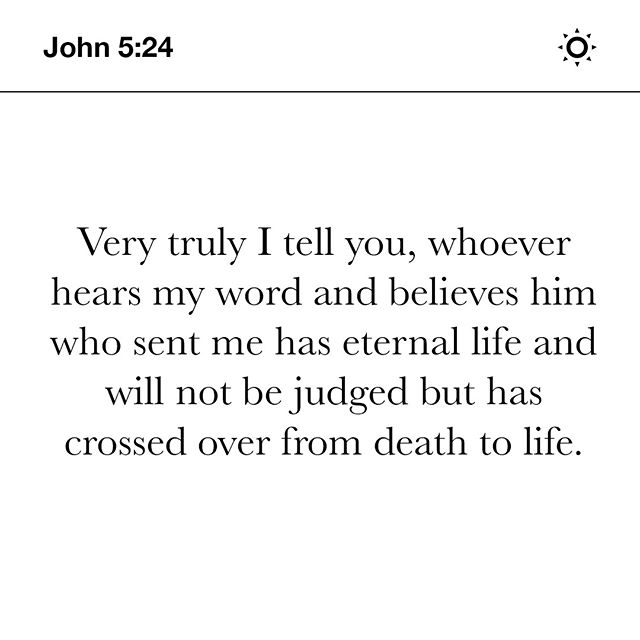 John 5:24
Very truly I tell you, whoever
hears my word and believes him
who sent me has eternal life and
will not be judged but has
crossed over from death to life.